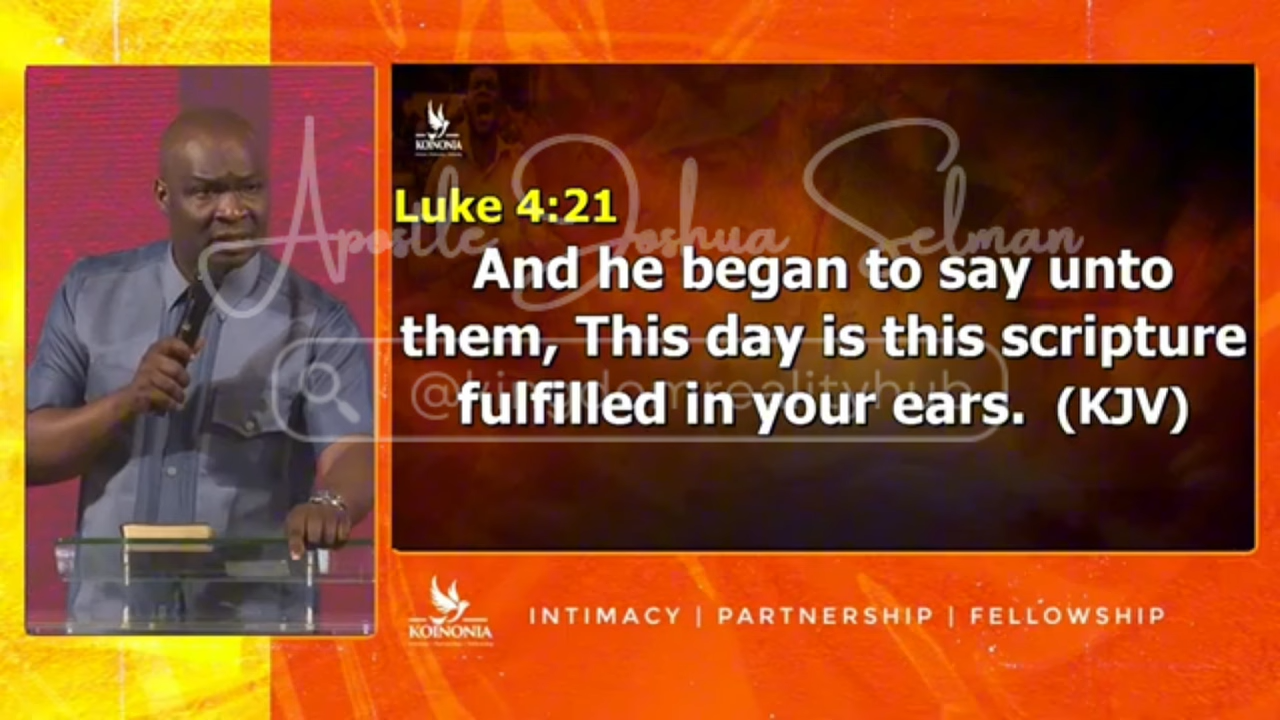 KOINONIA
Apostle Joshua Selman
Luke 4:21
And he began to say unto
them, This day is this scripture
fulfilled in your ears. (KJV)
@kingdomrealityhub
KOINONIA
INTIMACY | PARTNERSHIP | FELLOWSHIP